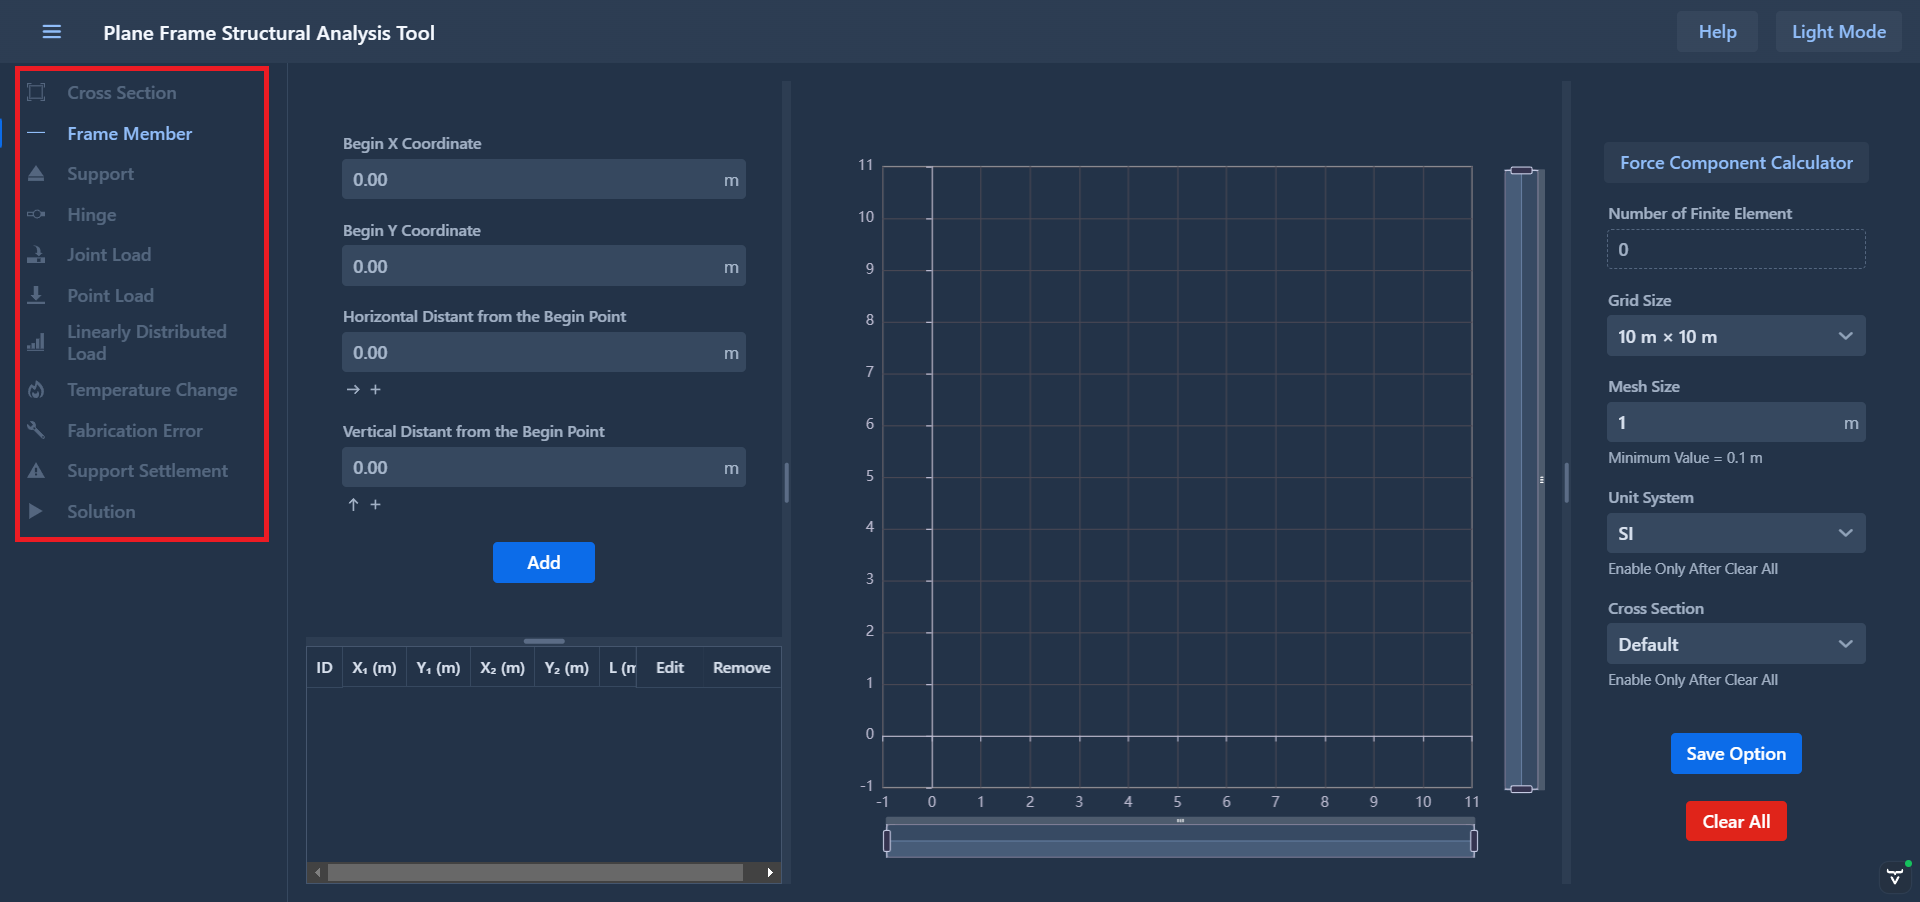 Plane Frame Structural Analysis Tool
Help
Light Mode
Cross Section
Frame Member
Support
Hinge
Joint Load
Point Load
Linearly Distributed
Load
Temperature Change
Fabrication Error
Support Settlement
Solution
Begin X Coordinate
0.00 m
Begin Y Coordinate
0.00 m
Horizontal Distant from the Begin Point
0.00 m
→ +
Vertical Distant from the Begin Point
0.00 m
↑ +
Add
ID X₁ (m) Y₁ (m) X₂ (m) Y₂ (m) L (m Edit Remove
11
10
9
8
7
6
5
4
3
2
1
0
-1
-1 0 1 2 3 4 5 6 7 8 9 10 11
Force Component Calculator
Number of Finite Element
0
Grid Size
10 m × 10 m
Mesh Size
1 m
Minimum Value = 0.1 m
Unit System
SI
Enable Only After Clear All
Cross Section
Default
Enable Only After Clear All
Save Option
Clear All